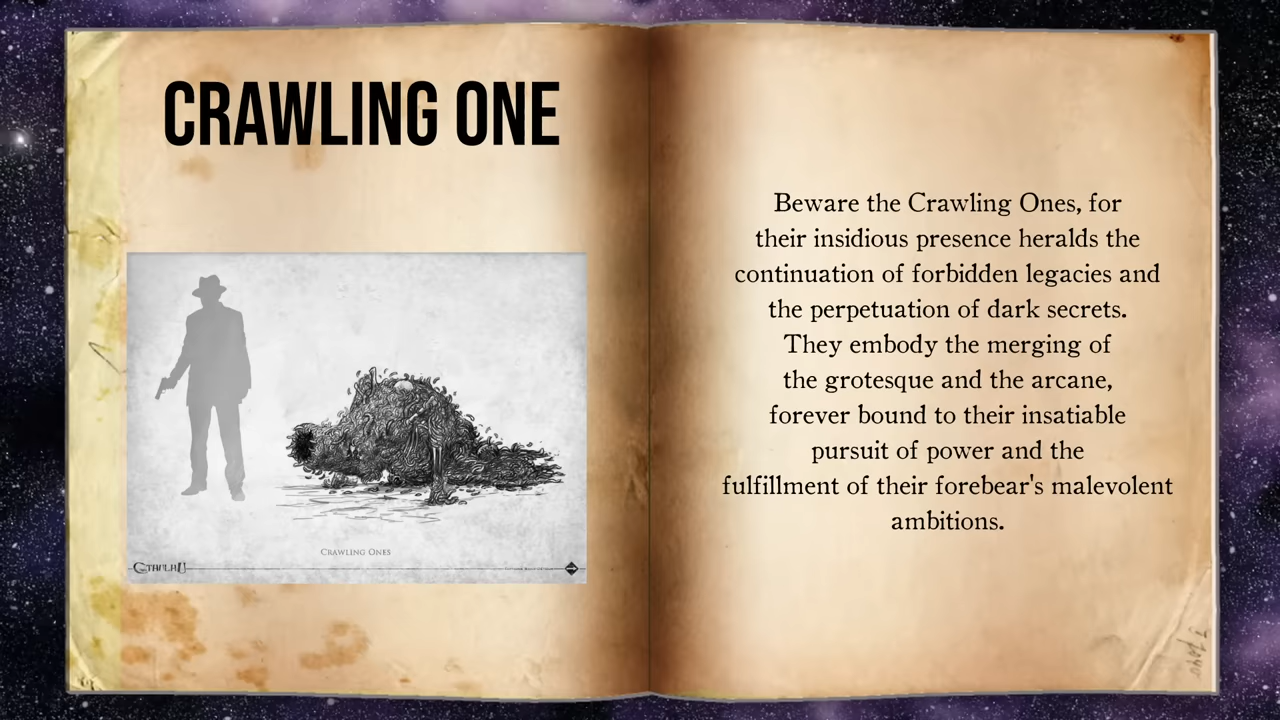 CRAWLING ONE
Beware the Crawling Ones, for
their insidious presence heralds the
continuation of forbidden legacies and
the perpetuation of dark secrets.
They embody the merging of
the grotesque and the arcane,
forever bound to their insatiable
pursuit of power and the
fulfillment of their forebear's malevolent
ambitions.
Crawling Ones
Cthulhu